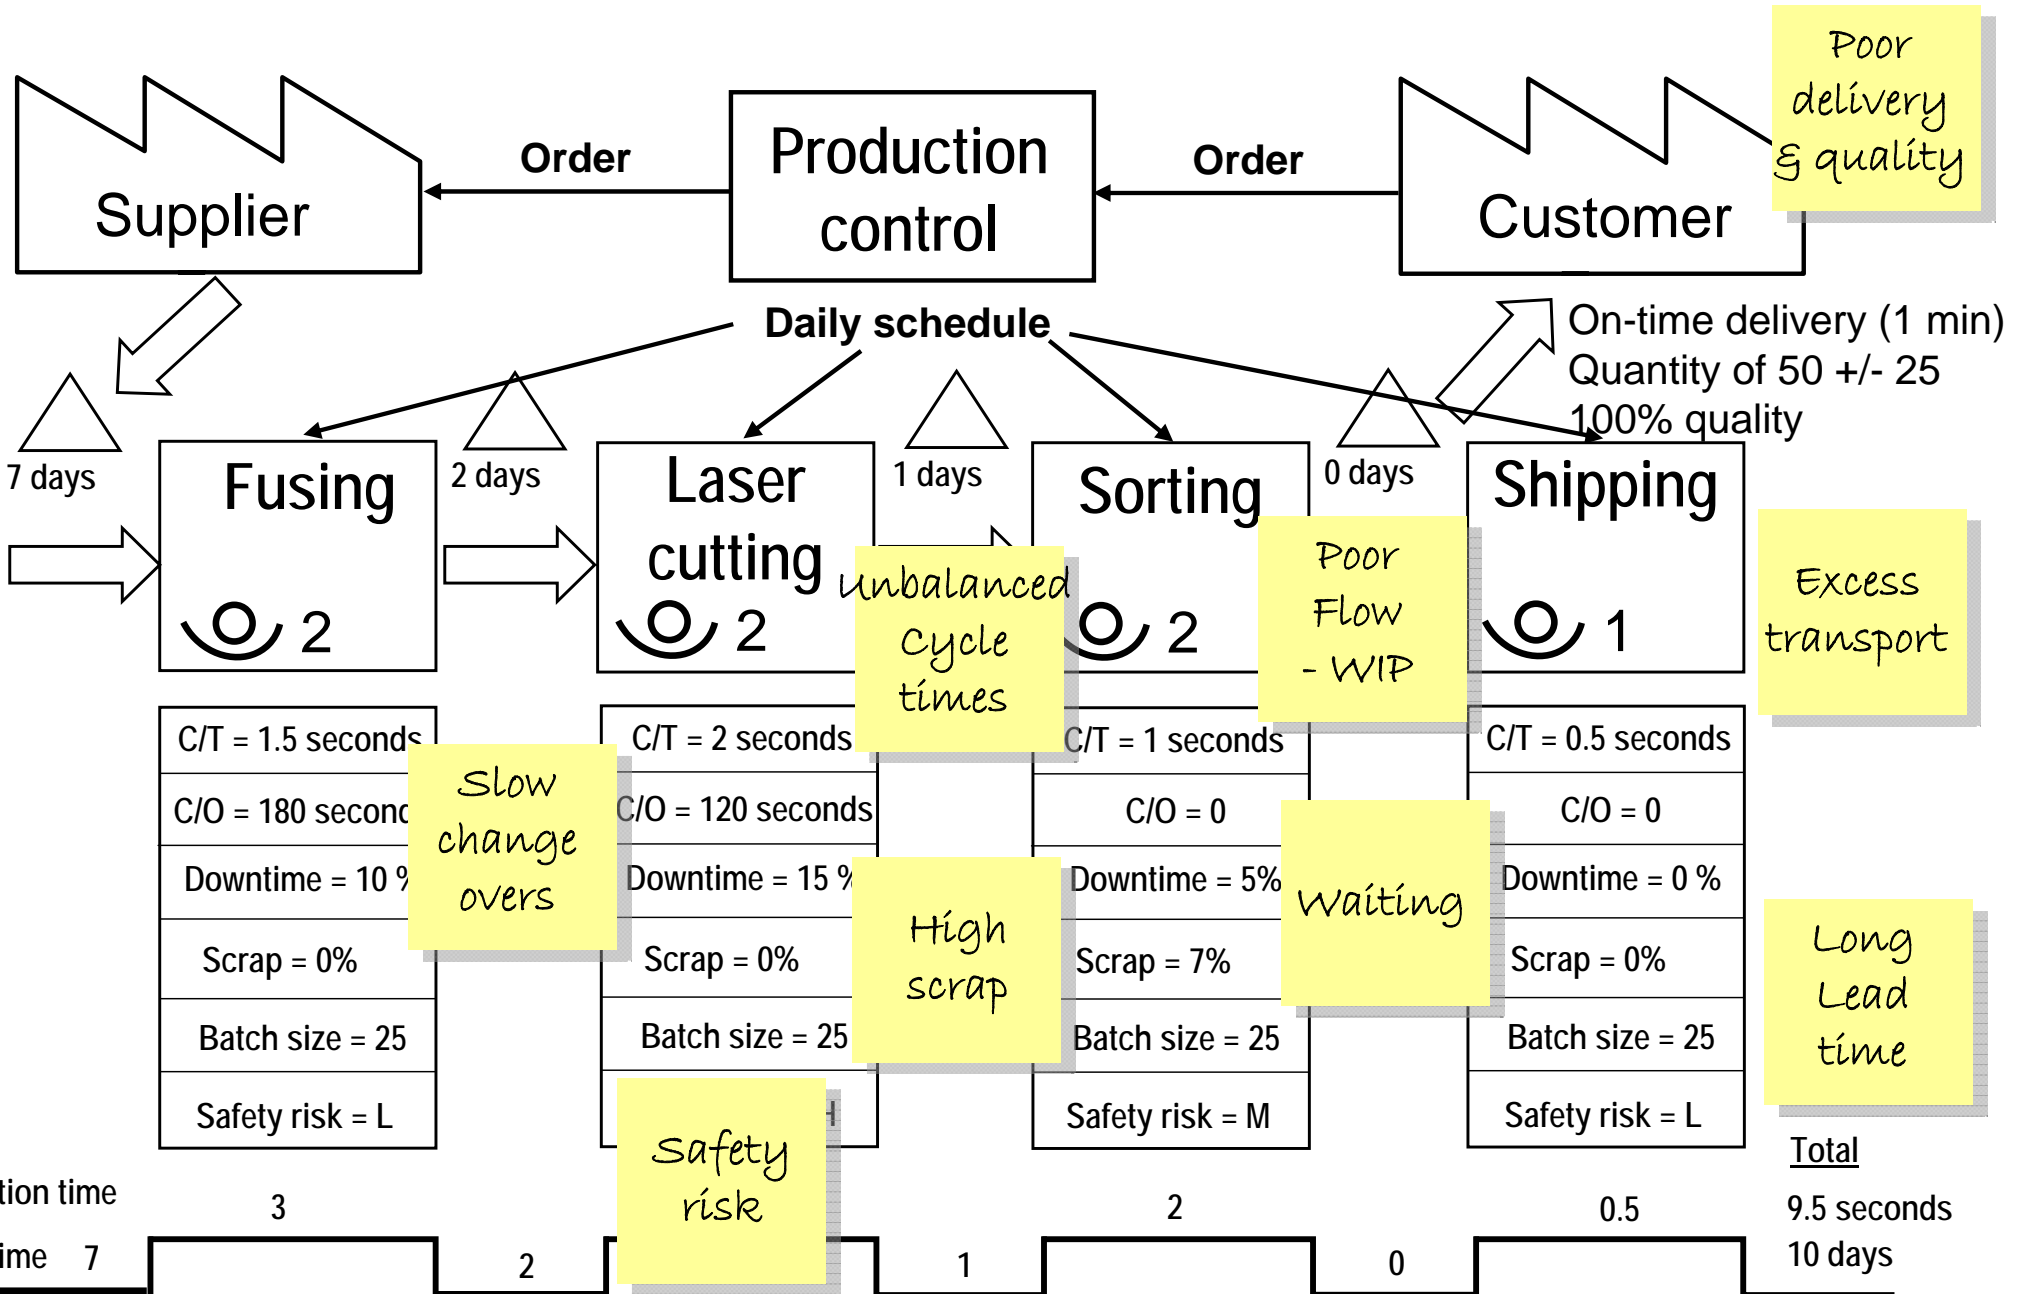 Poor
delivery
& quality
Supplier
Order
Production
control
Order
Customer
Daily schedule
On-time delivery (1 min)
Quantity of 50 +/- 25
100% quality
7 days
2 days
1 days
0 days
Fusing
2
Laser
cutting
2
Sorting
2
Shipping
1
Unbalanced
Cycle
times
Poor
Flow
- WIP
Excess
transport
C/T = 1.5 seconds
C/O = 180 second
Downtime = 10 %
Scrap = 0%
Batch size = 25
Safety risk = L
Slow
change
overs
C/T = 2 seconds
C/O = 120 seconds
Downtime = 15 %
Scrap = 0%
Batch size = 25
H
Safety
risk
High
scrap
C/T = 1 seconds
C/O = 0
Downtime = 5%
Scrap = 7%
Batch size = 25
Safety risk = M
Waiting
C/T = 0.5 seconds
C/O = 0
Downtime = 0 %
Scrap = 0%
Batch size = 25
Safety risk = L
Long
Lead
time
Total
tion time 3 2 0.5 9.5 seconds
ime 7 2 1 0 10 days